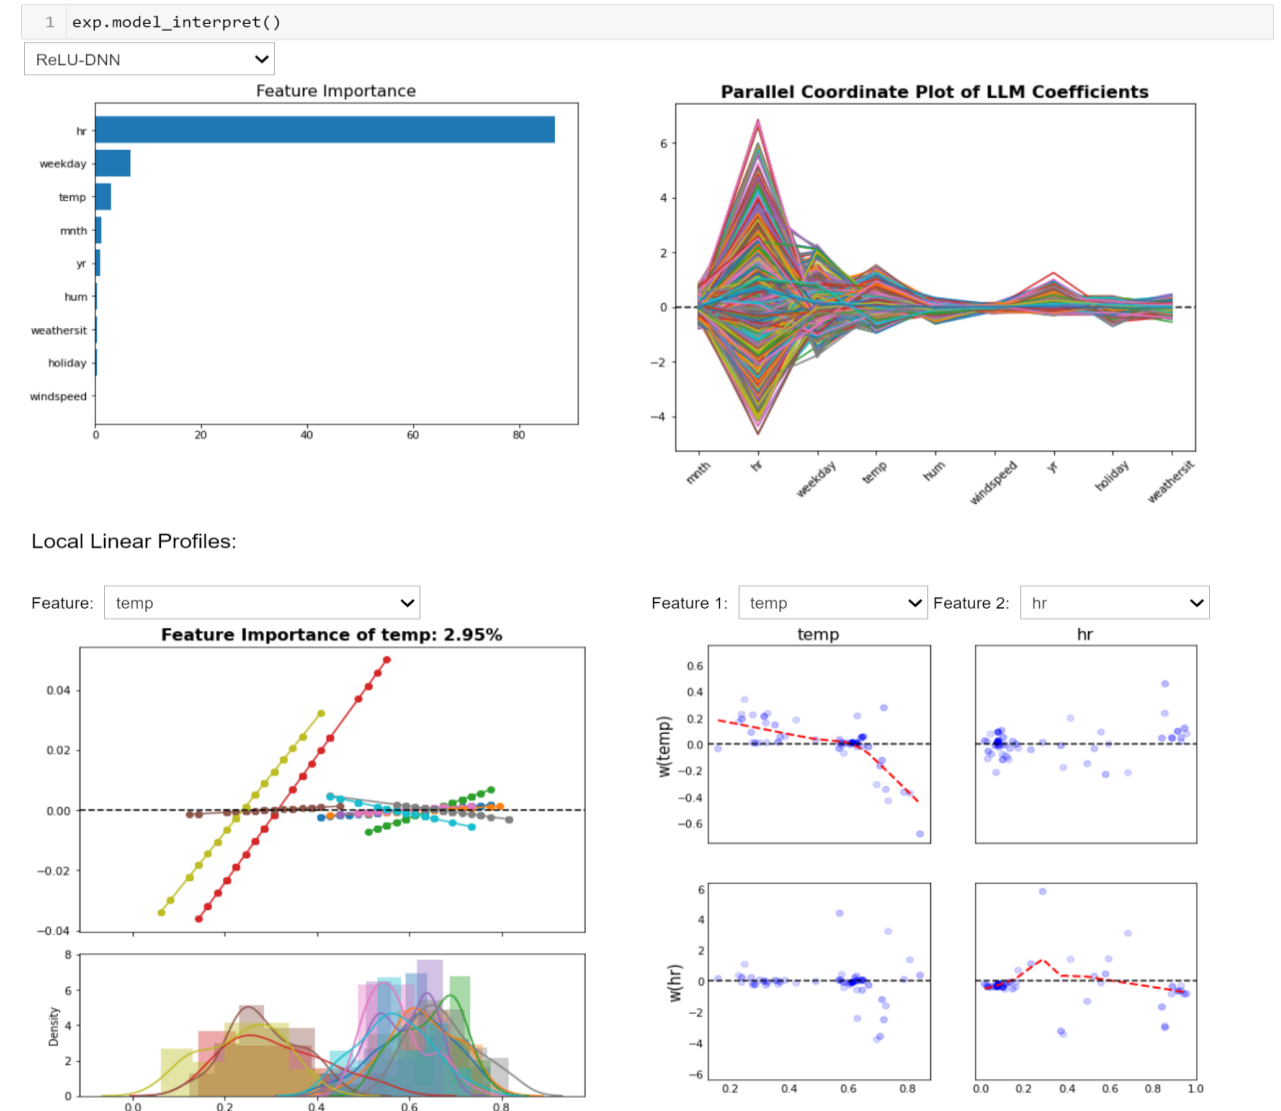 1 exp.model_interpret()
ReLU-DNN
Feature Importance
hr
weekday
temp
mnth
yr
hum
weathersit
holiday
windspeed
0 20 40 60 80
Parallel Coordinate Plot of LLM Coefficients
6
4
2
0
−2
−4
mnth hr weekday temp hum windspeed yr holiday weathersit
Local Linear Profiles:
Feature: temp
Feature Importance of temp: 2.95%
0.04
0.02
0.00
−0.02
−0.04
8
6
4
2
0
Density
0.0 0.2 0.4 0.6 0.8
Feature 1: temp Feature 2: hr
temp hr
w(temp)
0.6
0.4
0.2
0.0
−0.2
−0.4
−0.6
w(hr)
6
4
2
0
−2
−4
−6
0.2 0.4 0.6 0.8
0.0 0.2 0.4 0.6 0.8 1.0